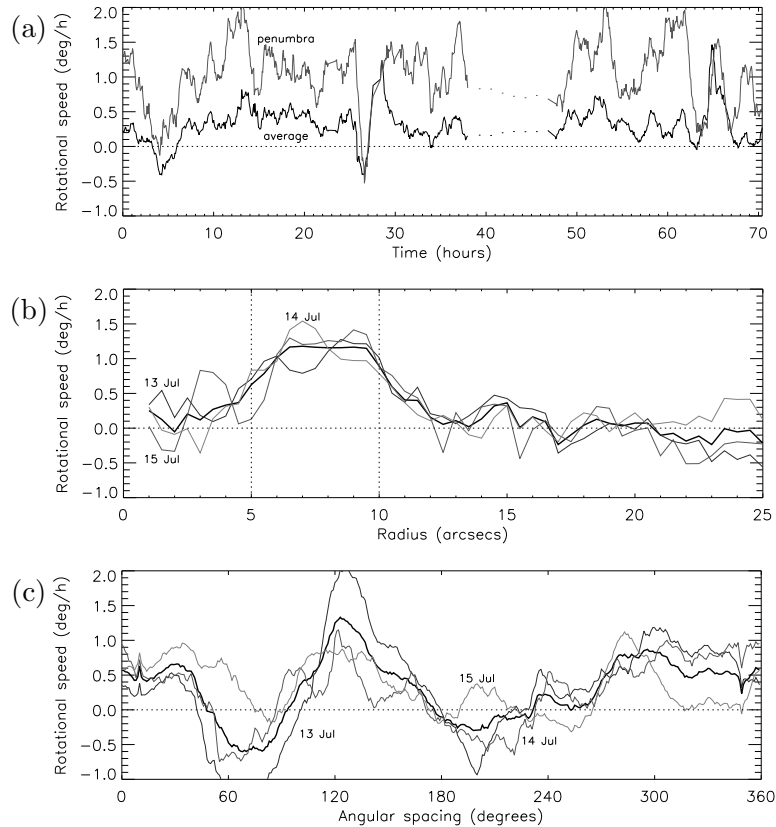 (a)
Rotational speed (deg/h)
2.0
1.5
1.0
0.5
0.0
−0.5
−1.0
penumbra
average
0 10 20 30 40 50 60 70
Time (hours)
(b)
Rotational speed (deg/h)
2.0
1.5
1.0
0.5
0.0
−0.5
−1.0
14 Jul
13 Jul
15 Jul
0 5 10 15 20 25
Radius (arcsecs)
(c)
Rotational speed (deg/h)
2.0
1.5
1.0
0.5
0.0
−0.5
−1.0
15 Jul
13 Jul
14 Jul
0 60 120 180 240 300 360
Angular spacing (degrees)